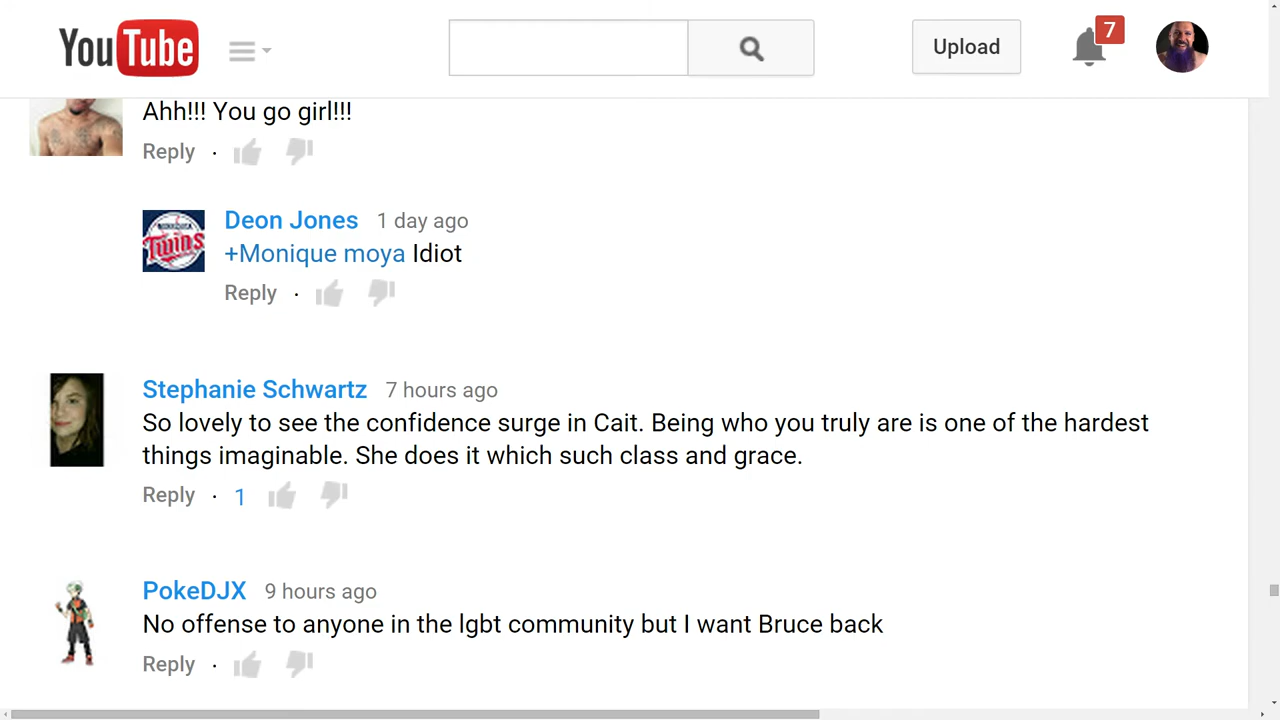 YouTube
Upload
7
Ahh!!! You go girl!!!
Reply ·
Deon Jones 1 day ago
Twins
+Monique moya Idiot
Reply ·
Stephanie Schwartz 7 hours ago
So lovely to see the confidence surge in Cait. Being who you truly are is one of the hardest
things imaginable. She does it which such class and grace.
Reply · 1
PokeDJX 9 hours ago
No offense to anyone in the lgbt community but I want Bruce back
Reply ·